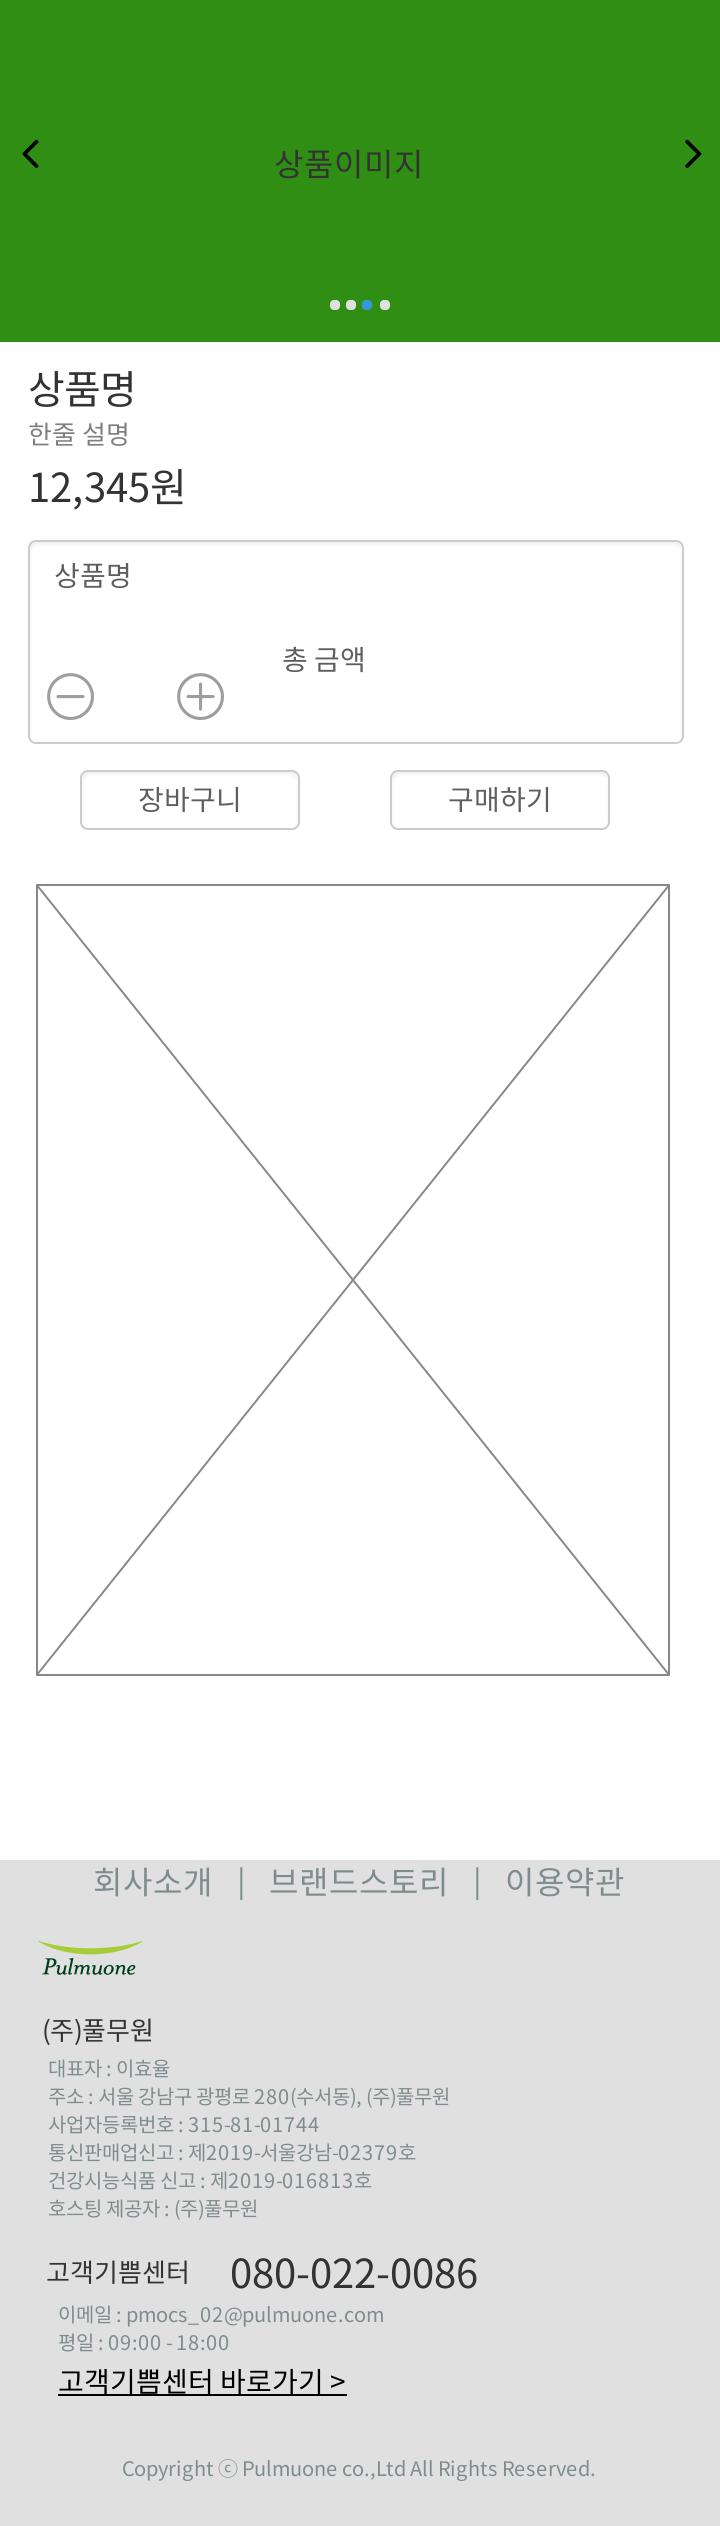 상품이미지
상품명
한줄 설명
12,345원
상품명
총 금액
장바구니
구매하기
회사소개 | 브랜드스토리 | 이용약관
Pulmuone
(주)풀무원
대표자 : 이효율
주소 : 서울 강남구 광평로 280(수서동), (주)풀무원
사업자등록번호 : 315-81-01744
통신판매업신고 : 제2019-서울강남-02379호
건강시능식품 신고 : 제2019-016813호
호스팅 제공자 : (주)풀무원
고객기쁨센터 080-022-0086
이메일 : pmocs_02@pulmuone.com
평일 : 09:00 - 18:00
고객기쁨센터 바로가기 >
Copyright ⓒ Pulmuone co.,Ltd All Rights Reserved.